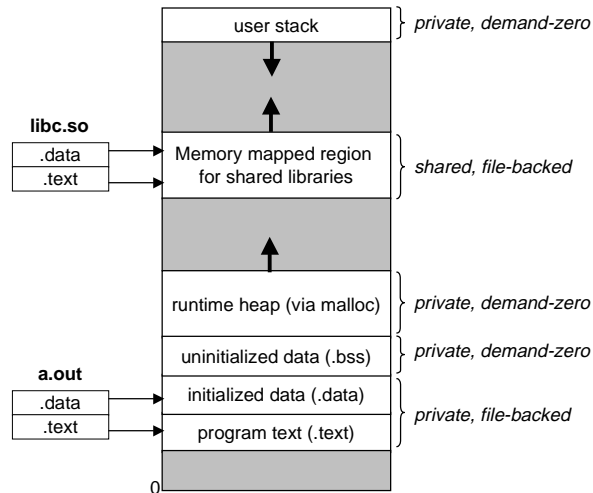 user stack
private, demand-zero
libc.so
.data
.text
Memory mapped region
for shared libraries
shared, file-backed
runtime heap (via malloc)
private, demand-zero
uninitialized data (.bss)
private, demand-zero
a.out
.data
.text
initialized data (.data)
program text (.text)
private, file-backed
0